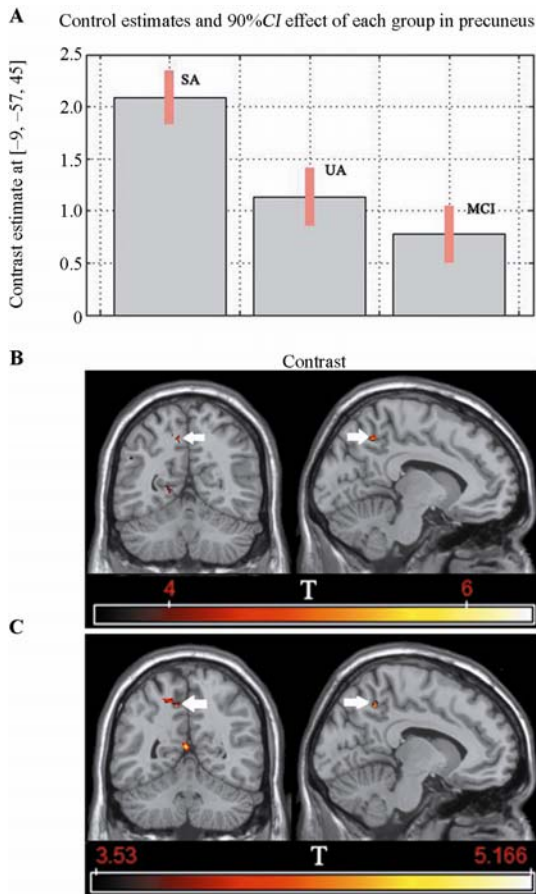 A
Control estimates and 90%CI effect of each group in precuneus
Contrast estimate at [–9, –57, 45]
2.5
2.0
1.5
1.0
0.5
0
SA
UA
MCI
B
Contrast
4 T 6
C
3.53 T 5.166